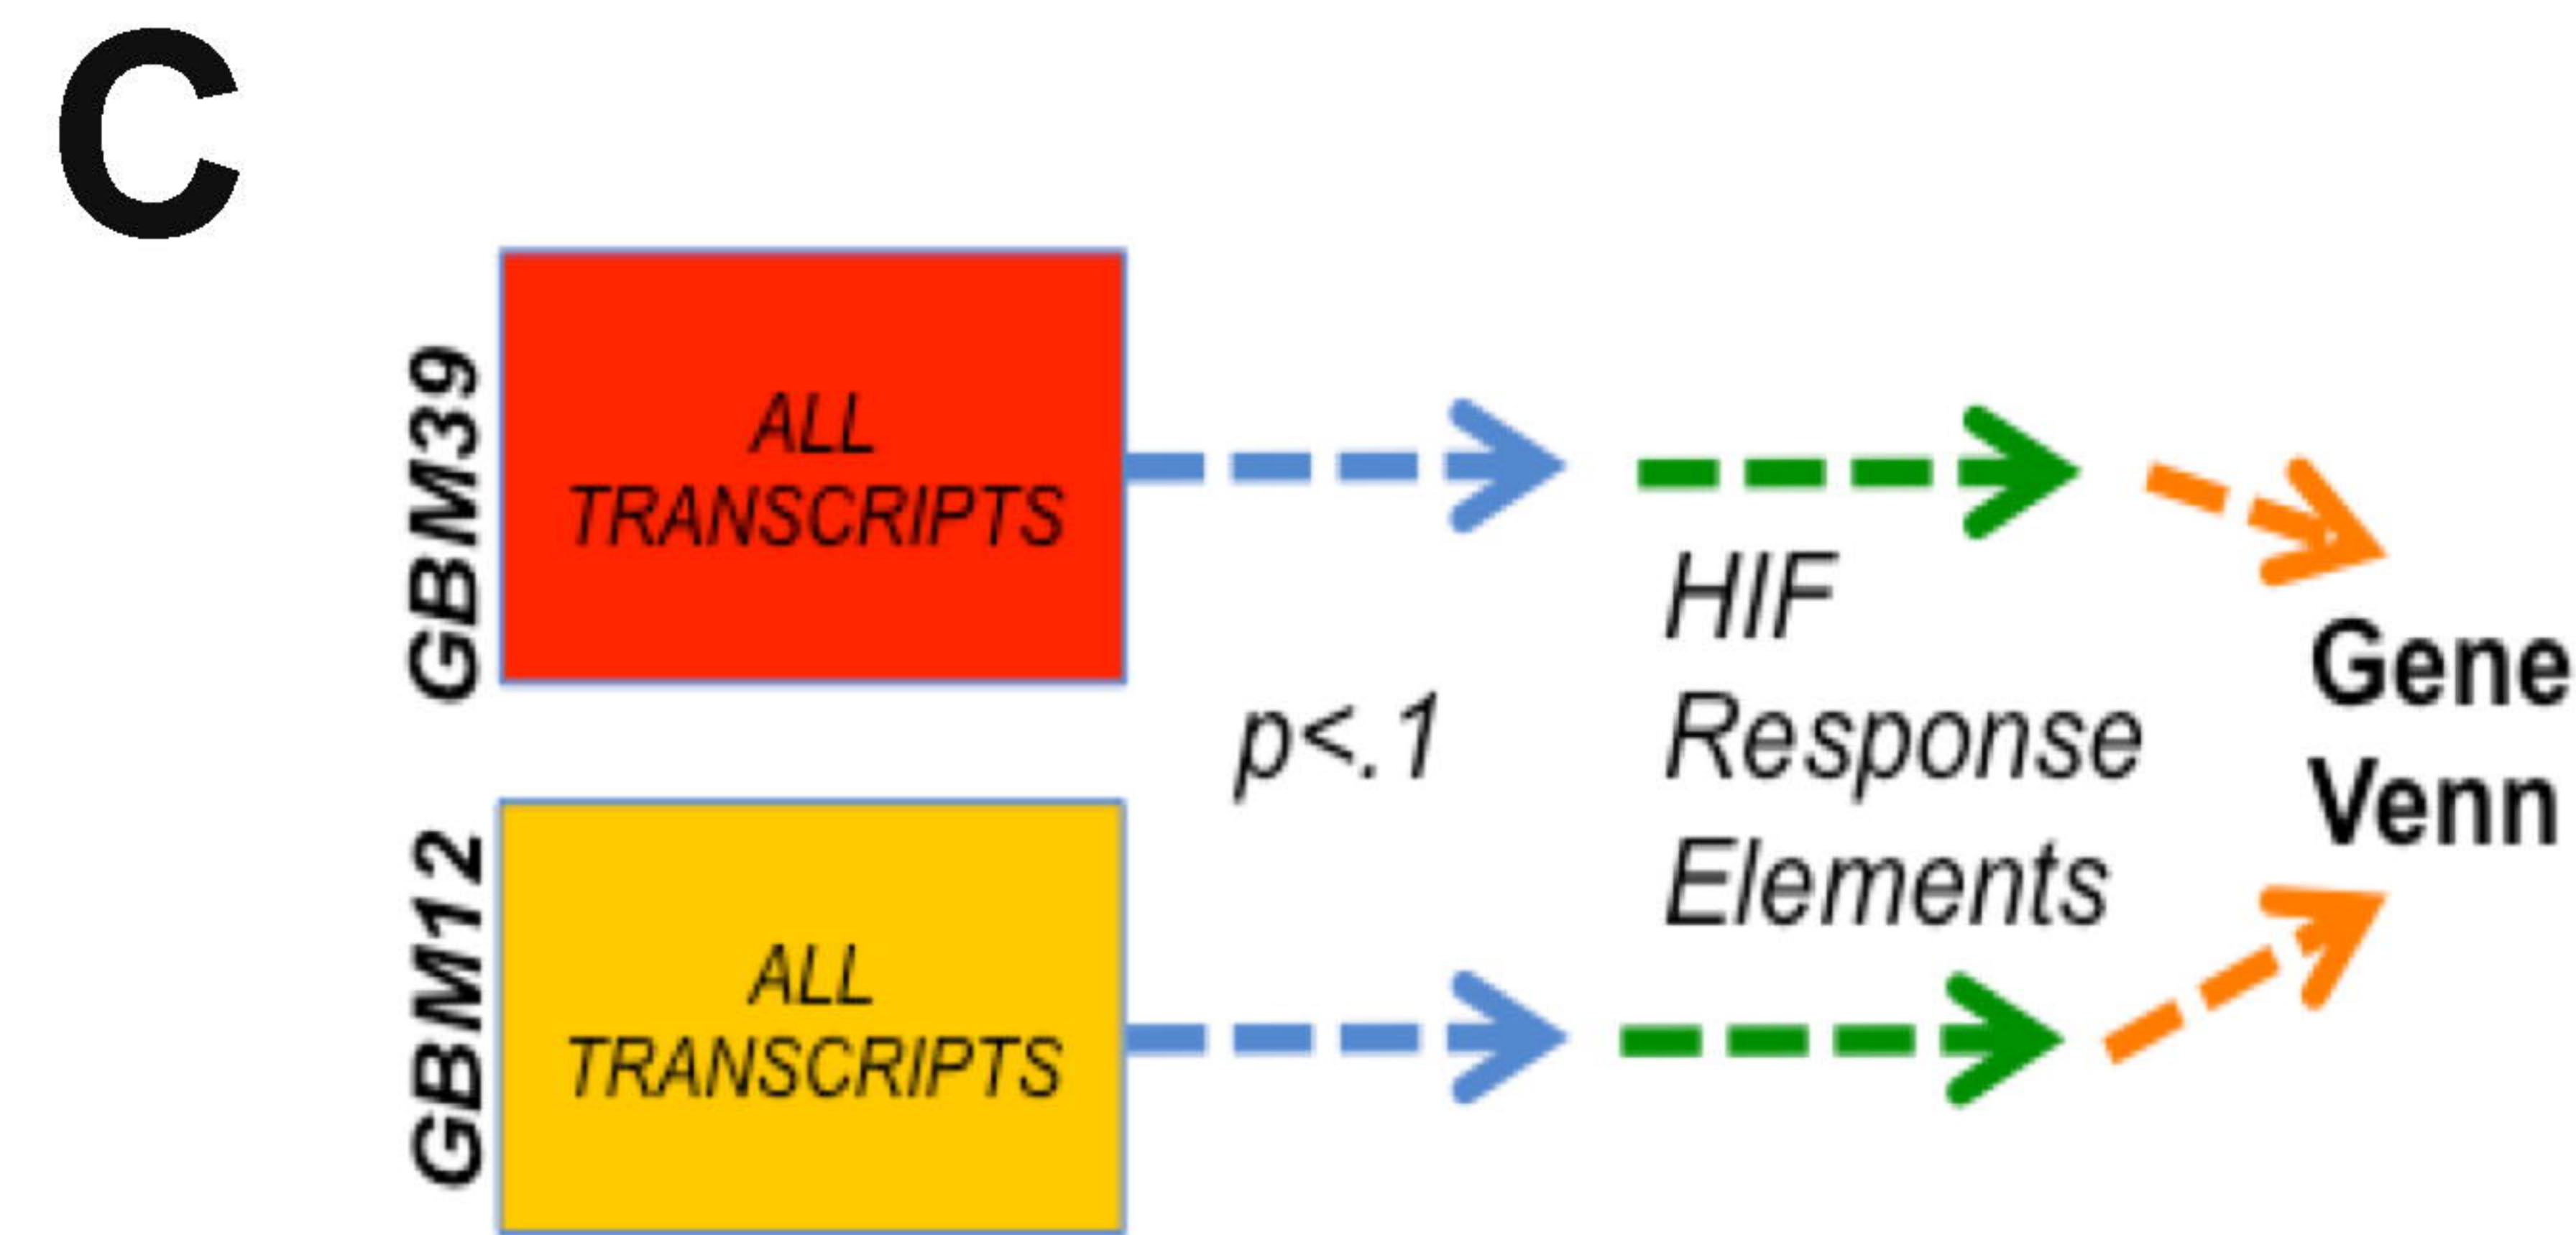 C
GBM39
ALL
TRANSCRIPTS
p<.1
HIF
Response
Elements
Gene
Venn
GBM12
ALL
TRANSCRIPTS